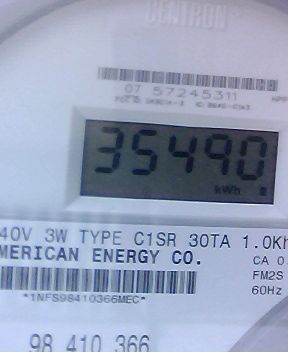 CENTRON
07 57245311
35490
kWh
40V 3W TYPE C1SR 30TA 1.0Kh
MERICAN ENERGY CO.
CA 0
FM2S
*1NFS98410366MEC*
60Hz
98 410 366